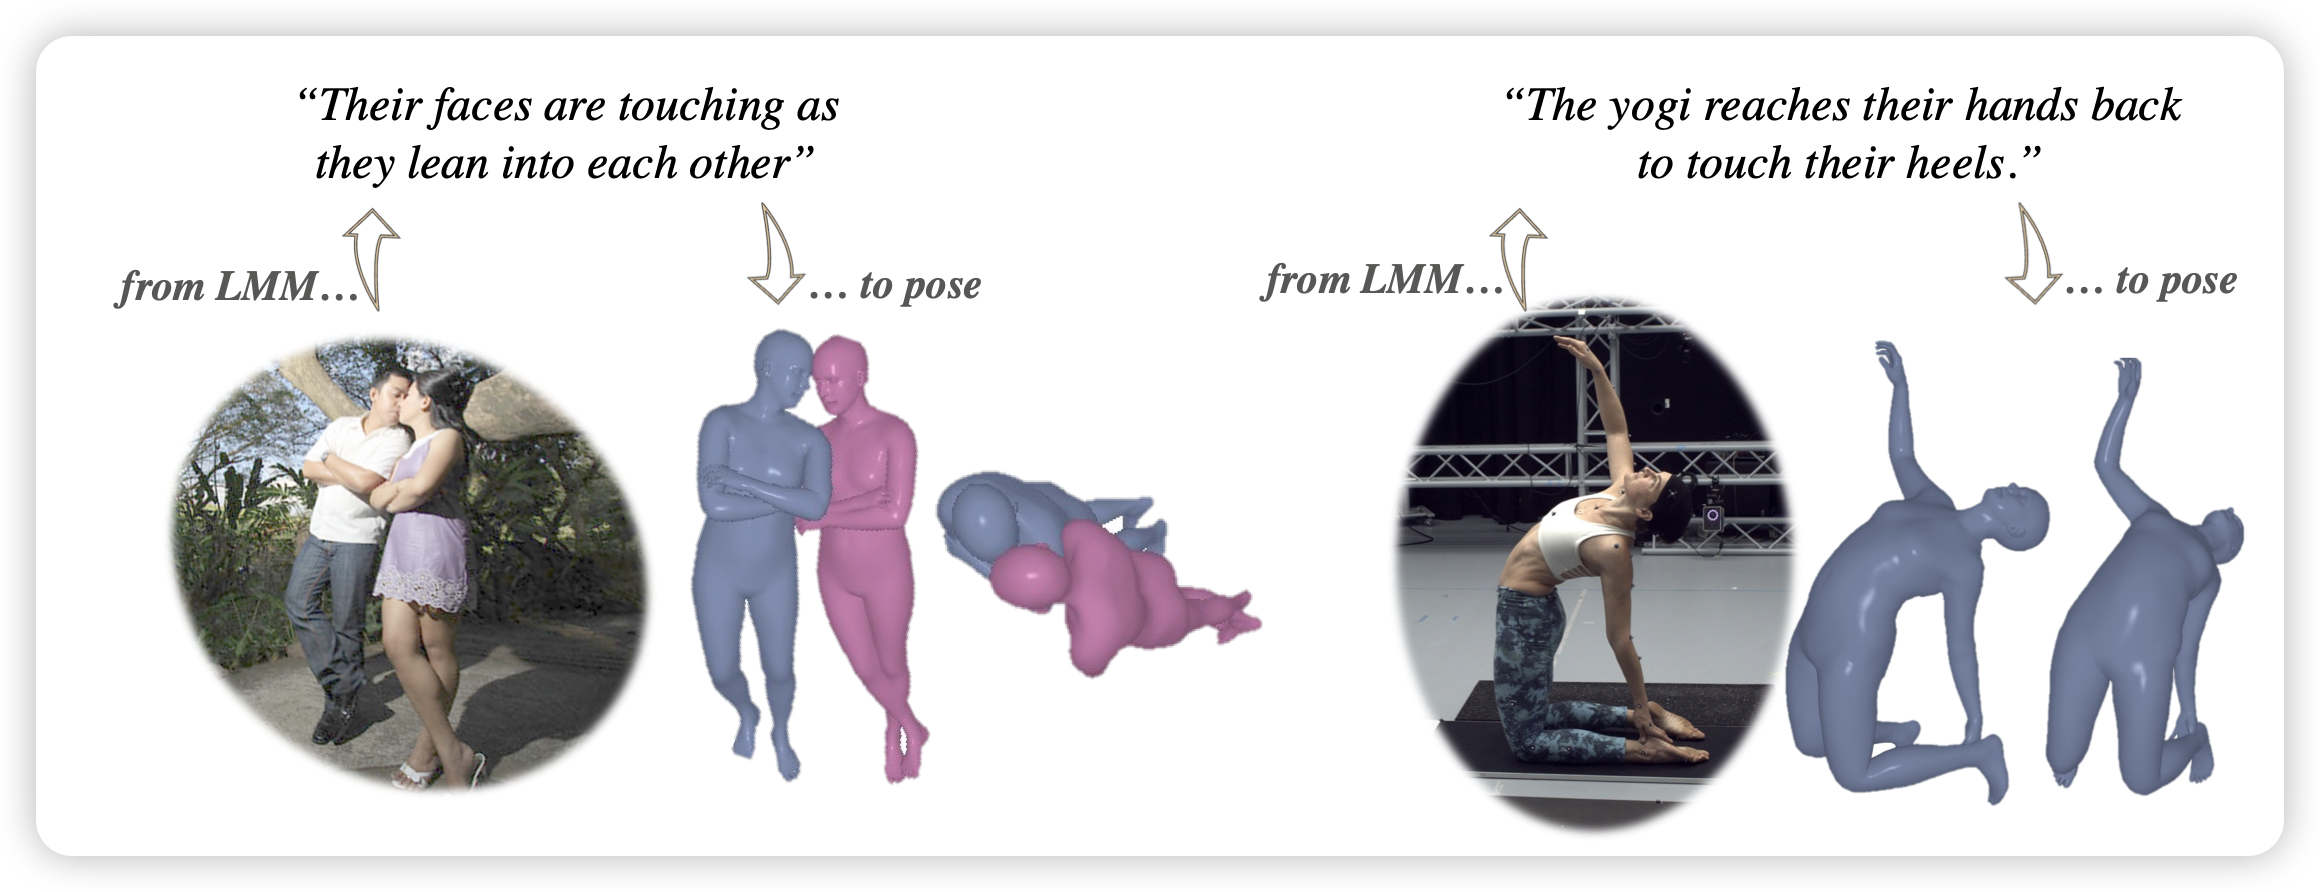 “Their faces are touching as
they lean into each other”
from LMM...
... to pose
“The yogi reaches their hands back
to touch their heels.”
from LMM...
... to pose